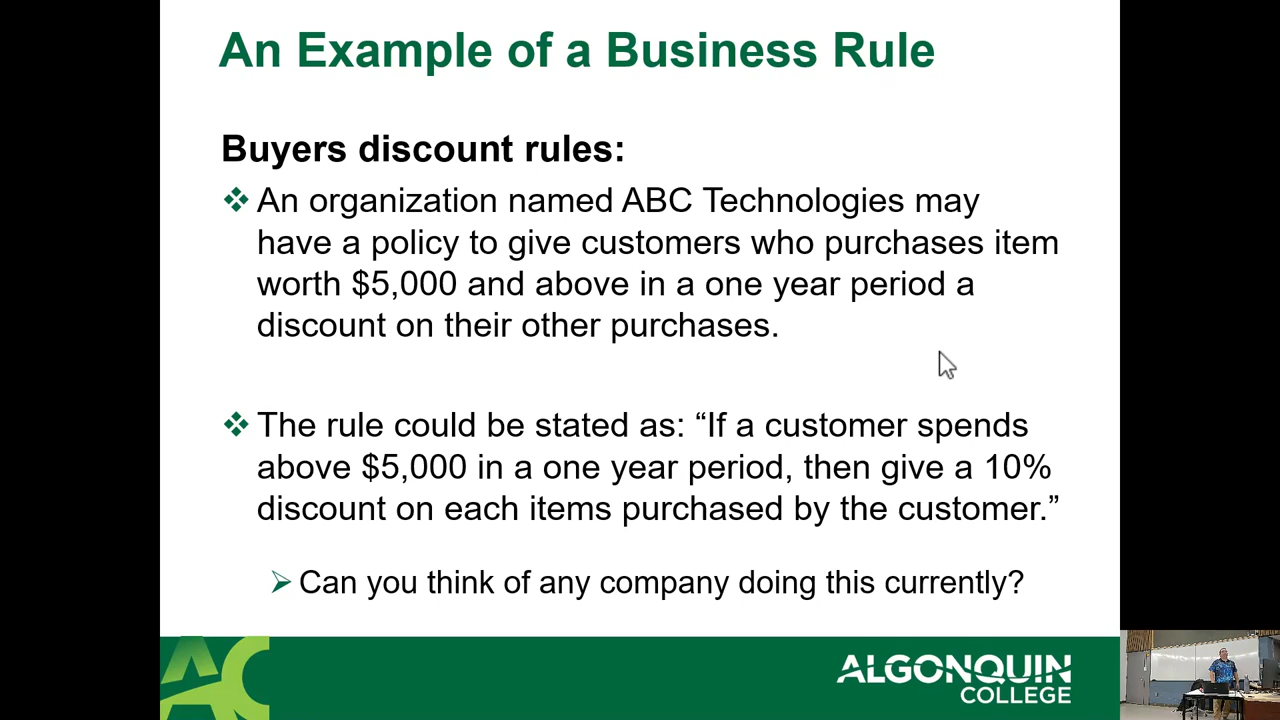 An Example of a Business Rule
Buyers discount rules:
An organization named ABC Technologies may
have a policy to give customers who purchases item
worth $5,000 and above in a one year period a
discount on their other purchases.
The rule could be stated as: “If a customer spends
above $5,000 in a one year period, then give a 10%
discount on each items purchased by the customer.”
Can you think of any company doing this currently?
AC
ALGONQUIN
COLLEGE